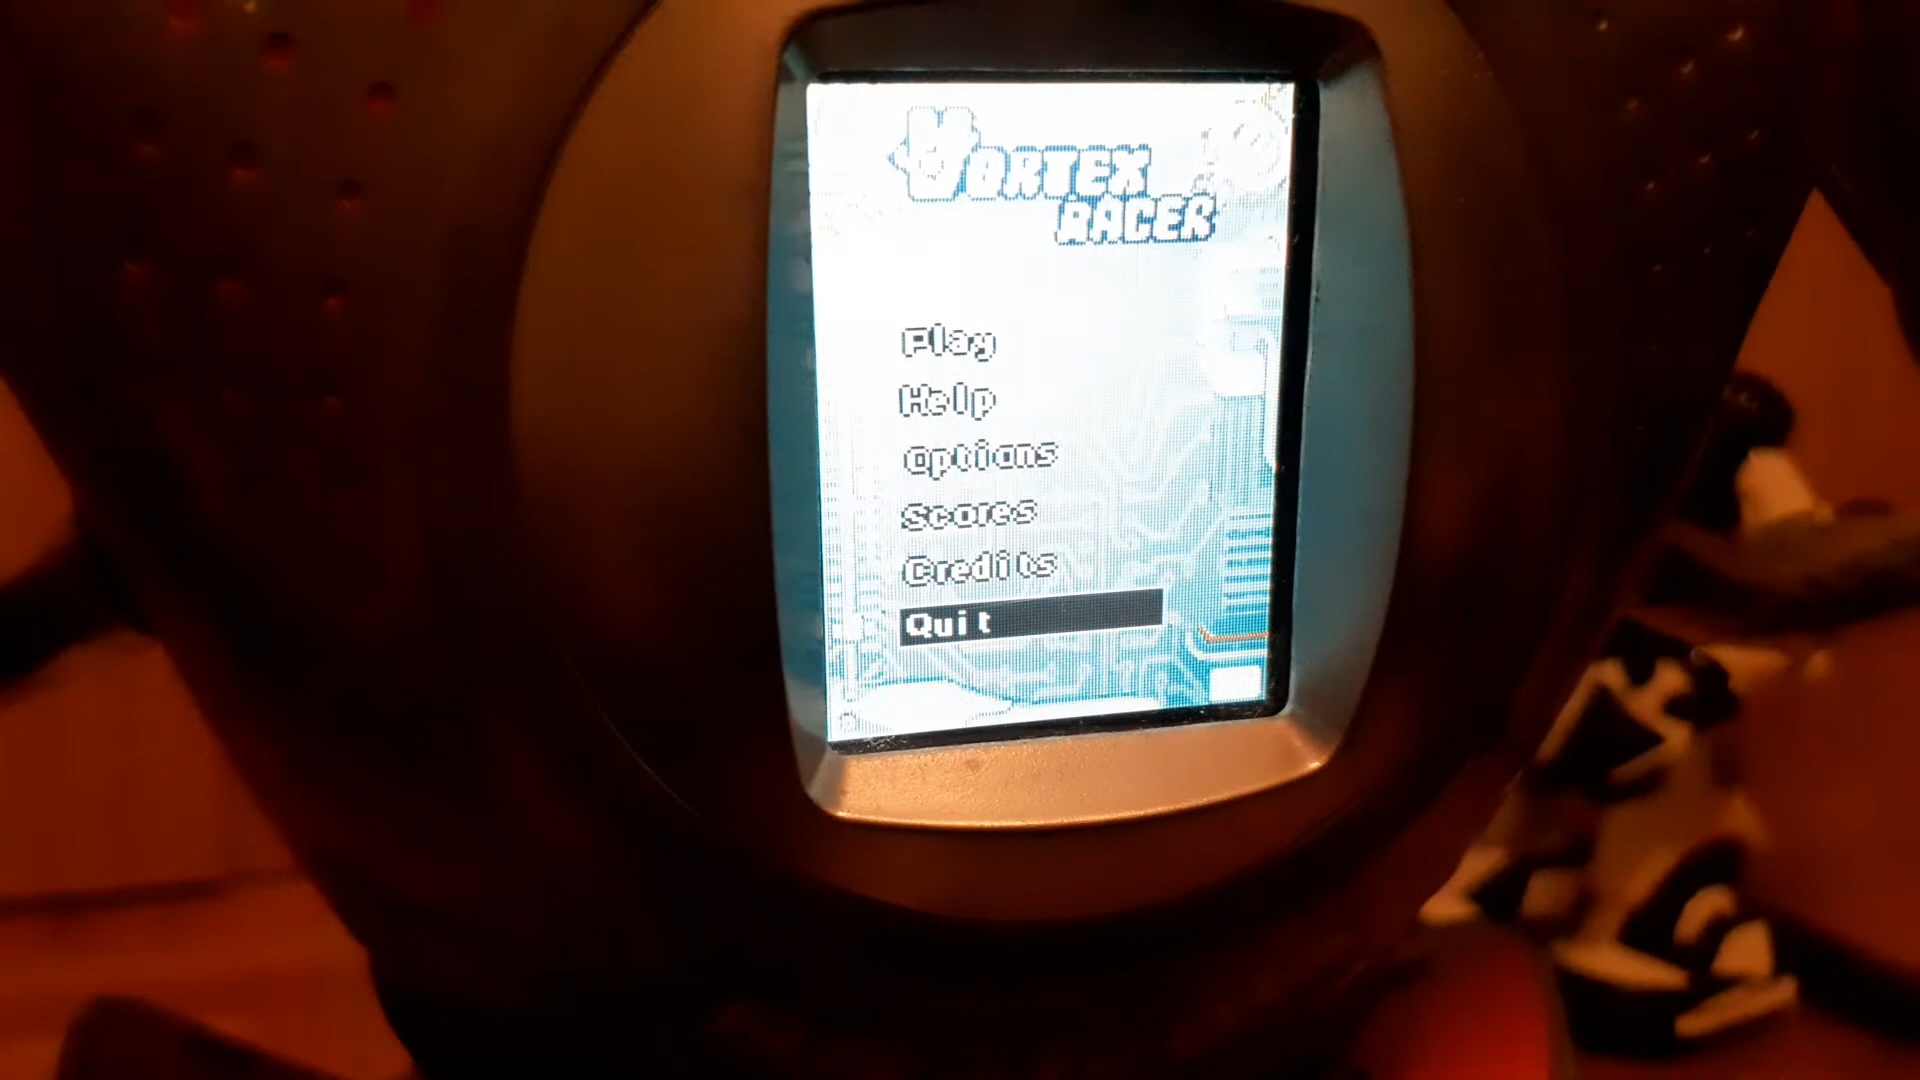 Vortex
Racer
Play
Help
Options
Scores
Credits
Quit